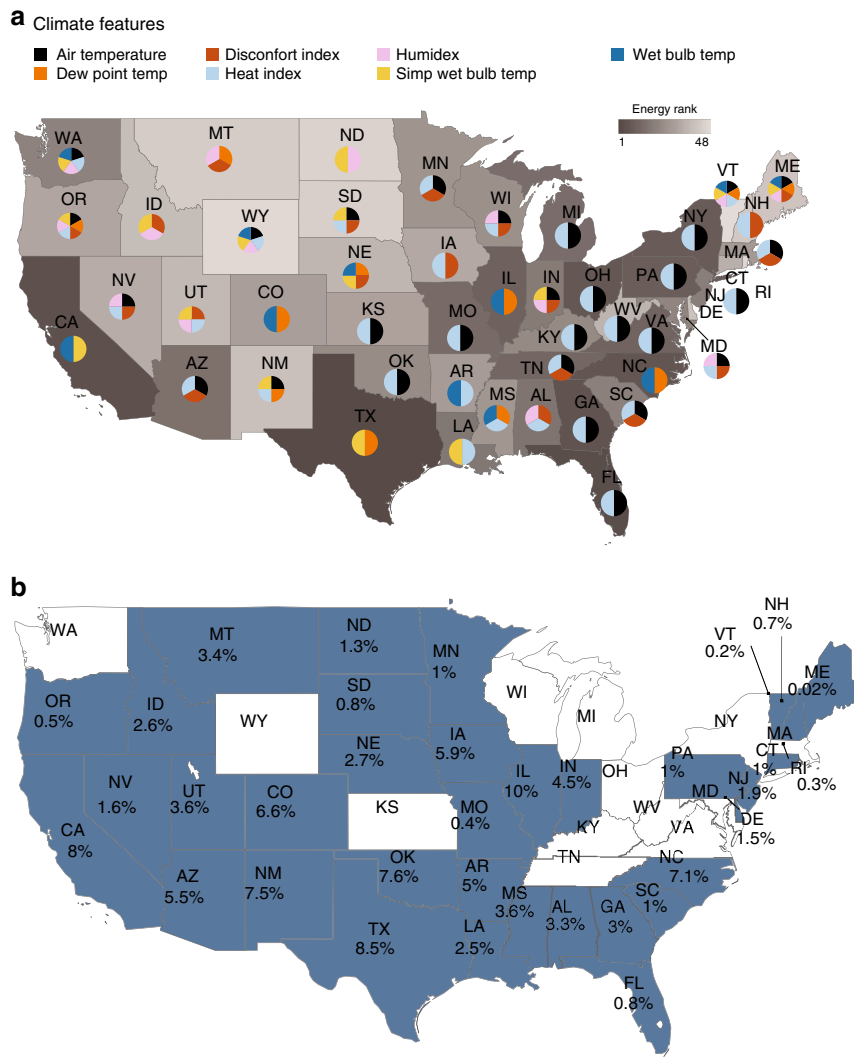 a Climate features
Air temperature
Disconfort index
Humidex
Wet bulb temp
Dew point temp
Heat index
Simp wet bulb temp
Energy rank
1 48
WA
MT
ND
MN
VT
ME
OR
ID
SD
WI
NH
WY
MI
NY
NE
IA
MA
NV
UT
CO
IL
IN
OH
PA
CT
RI
NJ
DE
CA
KS
MO
WV
VA
KY
MD
AZ
NM
OK
AR
TN
NC
MS
AL
SC
TX
LA
GA
FL
b
NH
0.7%
WA
MT
3.4%
ND
1.3%
VT
0.2%
MN
1%
ME
0.02%
OR
0.5%
ID
2.6%
SD
0.8%
WI
WY
MI
NY
MA
IA
5.9%
NE
2.7%
PA
1%
CT
1%
RI
0.3%
OH
IN
4.5%
IL
10%
NV
1.6%
UT
3.6%
CO
6.6%
NJ
1.9%
MD
KS
MO
0.4%
WV
DE
1.5%
CA
8%
KY
VA
TN
NC
7.1%
OK
7.6%
AR
5%
AZ
5.5%
NM
7.5%
MS
3.6%
SC
1%
AL
3.3%
GA
3%
TX
8.5%
LA
2.5%
FL
0.8%